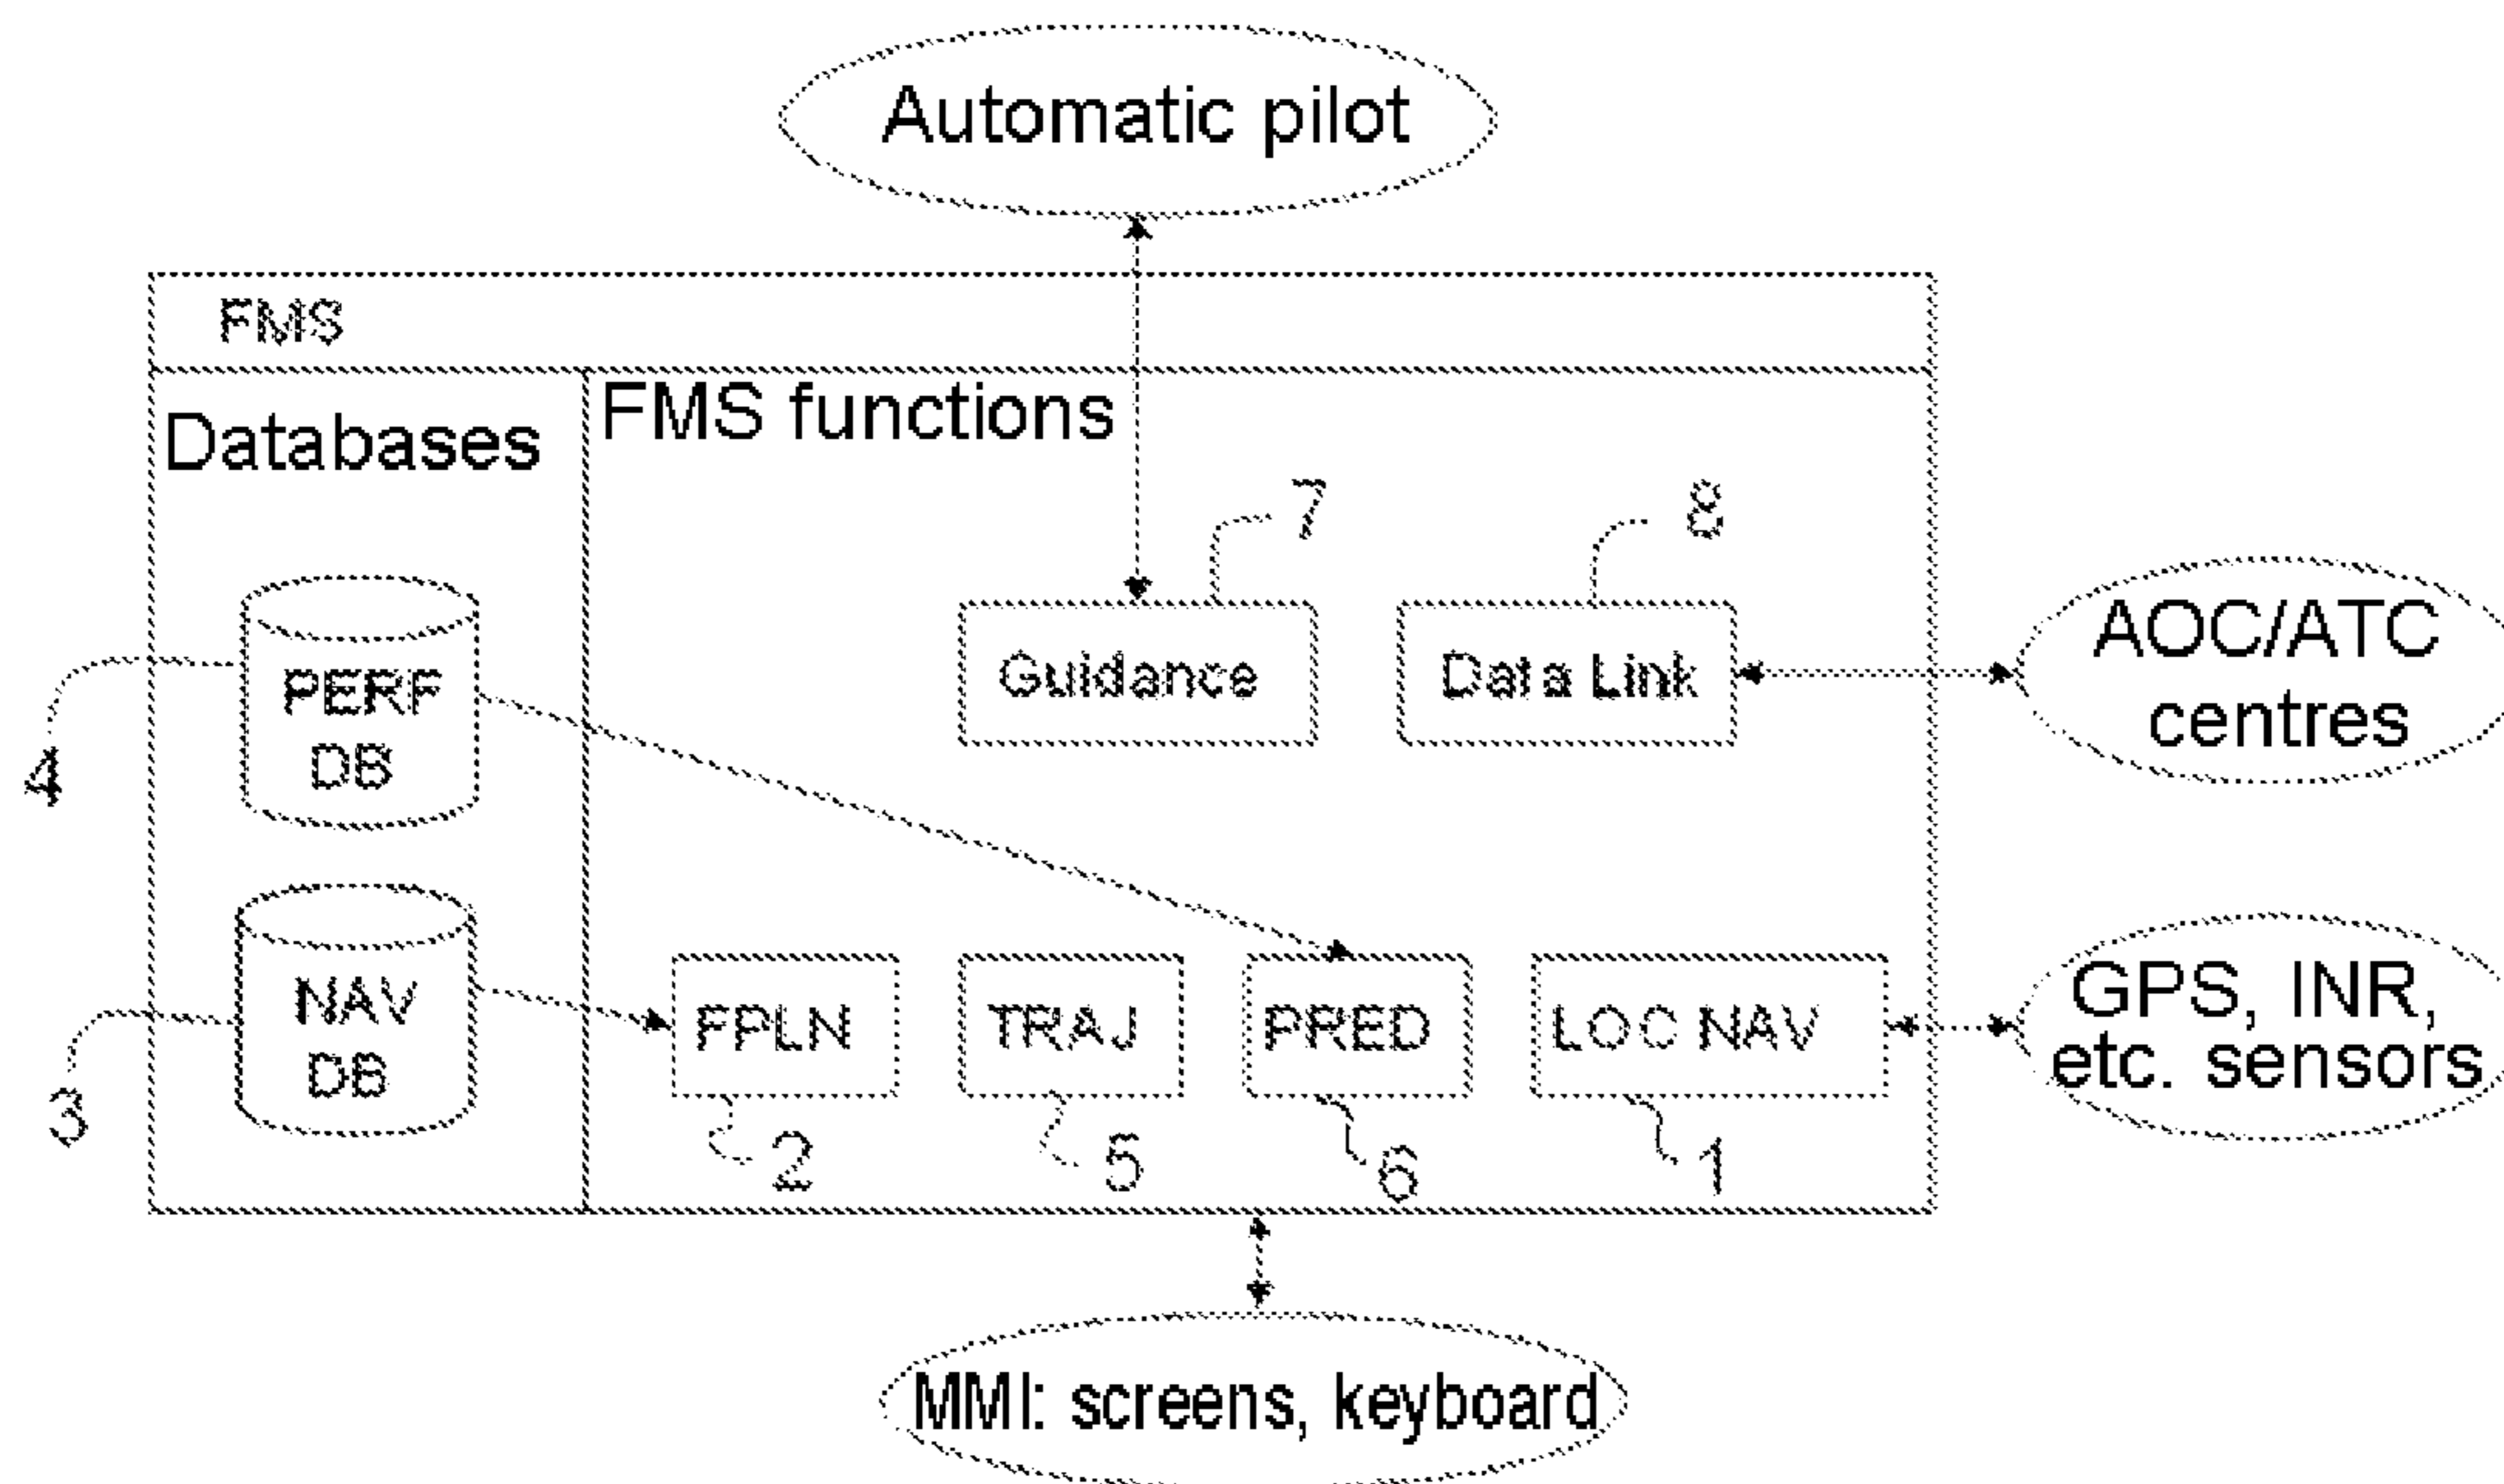 Automatic pilot
FMS
Databases
FMS functions
7
8
PERF
DB
Guidance
Data Link
AOC/ATC
centres
4
NAV
DB
FPLN
TRAJ
PRED
LOC NAV
GPS, INR,
etc. sensors
3
2
5
6
1
MMI: screens, keyboard